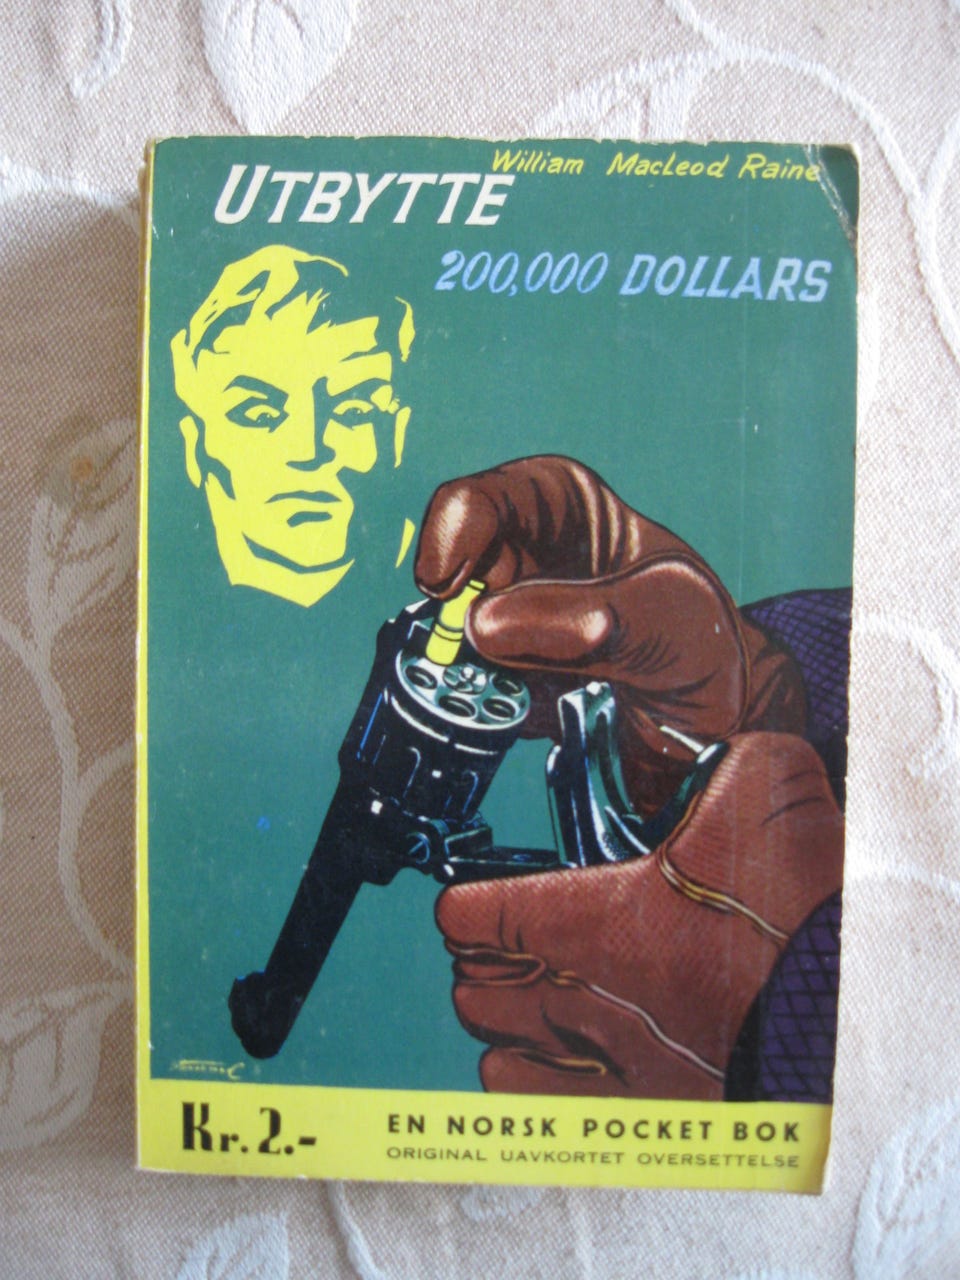 William MacLeod Raine
UTBYTTE
200,000 DOLLARS
Kr. 2.-
EN NORSK POCKET BOK
ORIGINAL UAVKORTET OVERSETTELSE